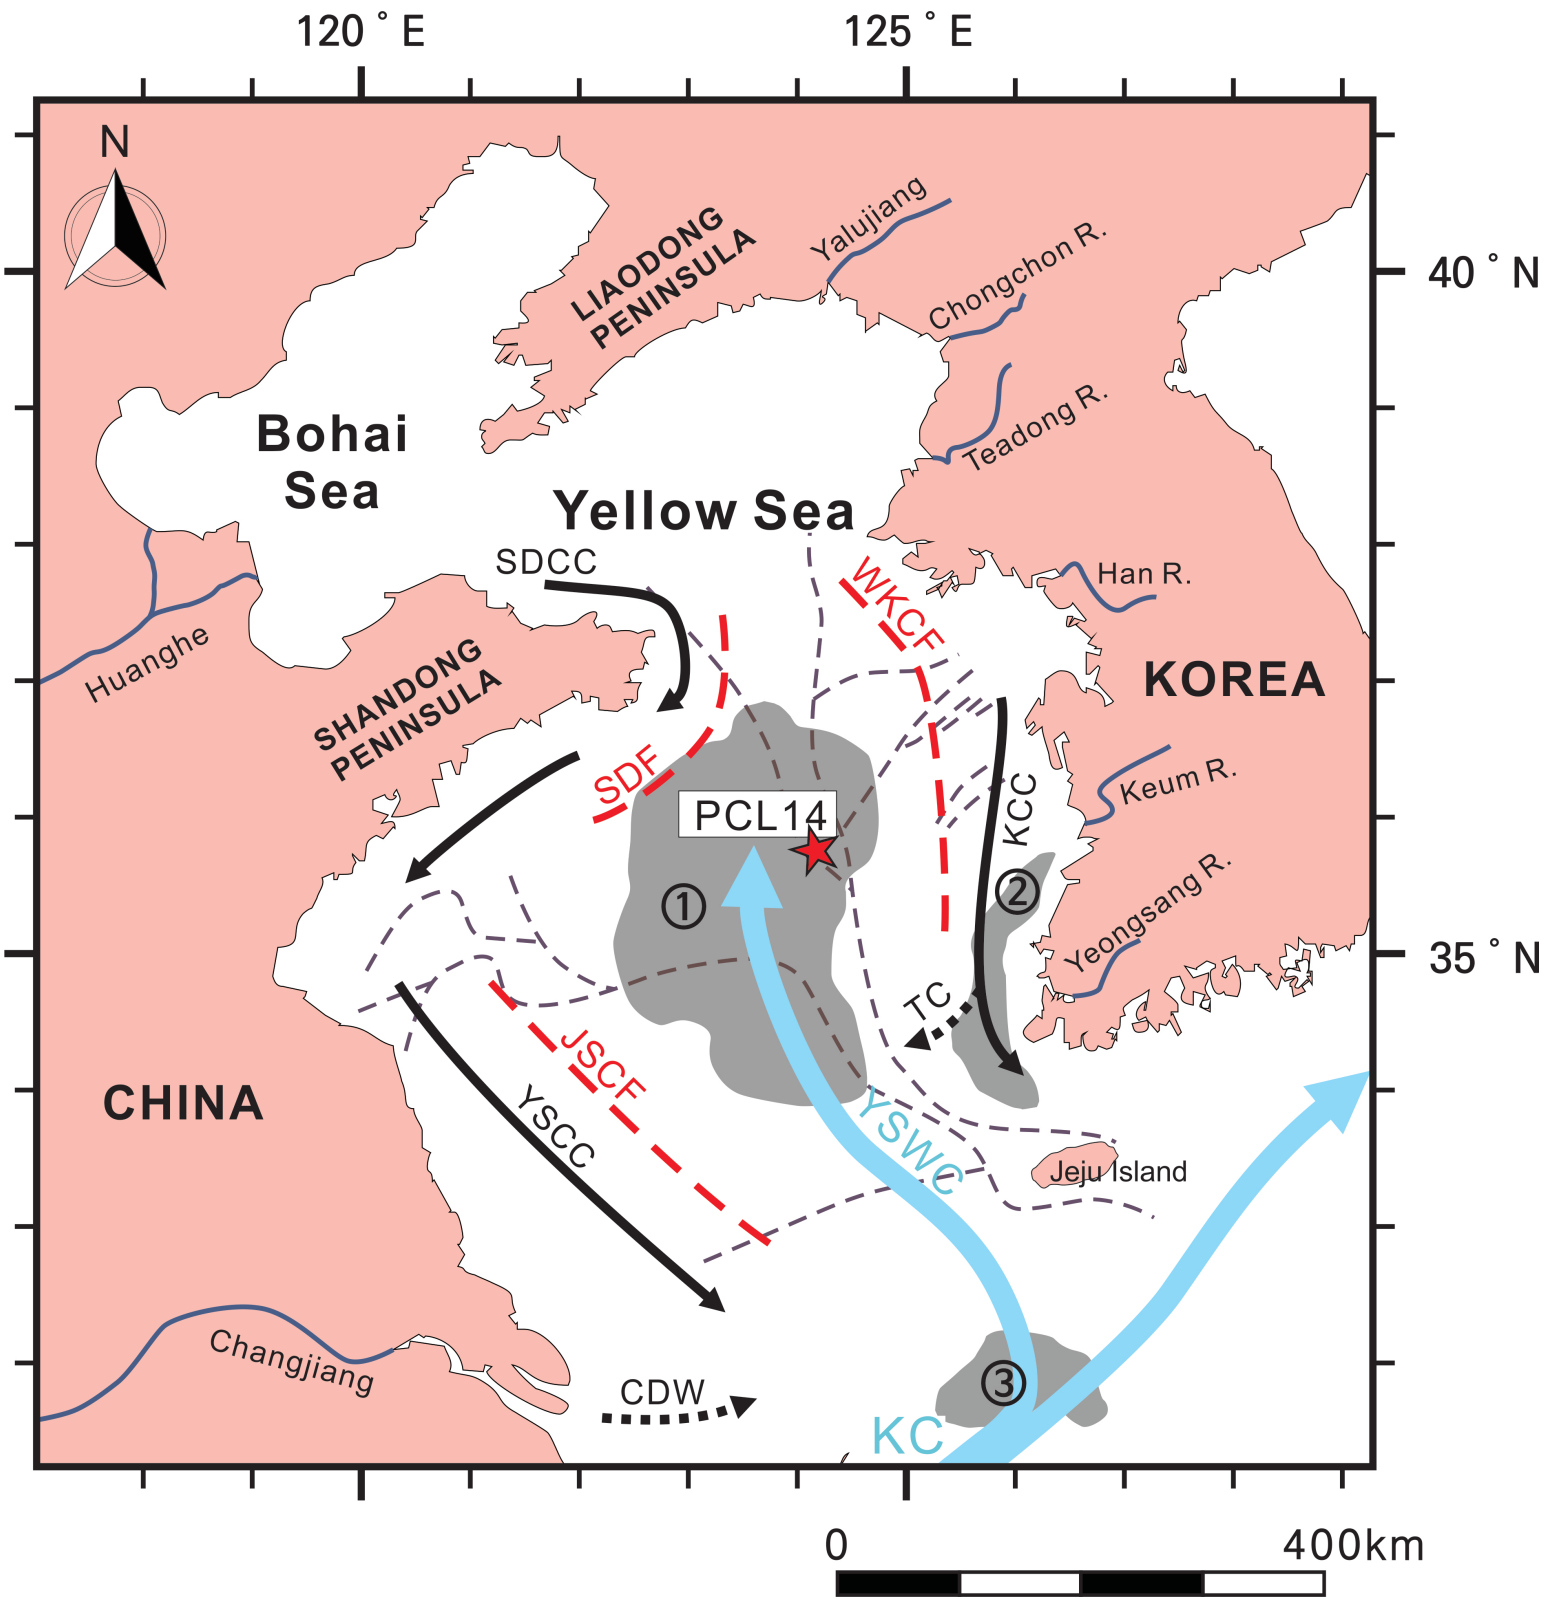 120 ° E
125 ° E
N
Yalujiang
LIAODONG
PENINSULA
Chongchon R.
40 ° N
Teadong R.
Bohai
Sea
Yellow Sea
SDCC
WKCF
Han R.
Huanghe
SHANDONG
PENINSULA
KOREA
SDF
PCL14
KCC
Keum R.
①
②
Yeongsang R.
35 ° N
TC
JSCF
CHINA
YSCC
YSWC
Jeju Island
Changjiang
CDW
③
KC
0
400km